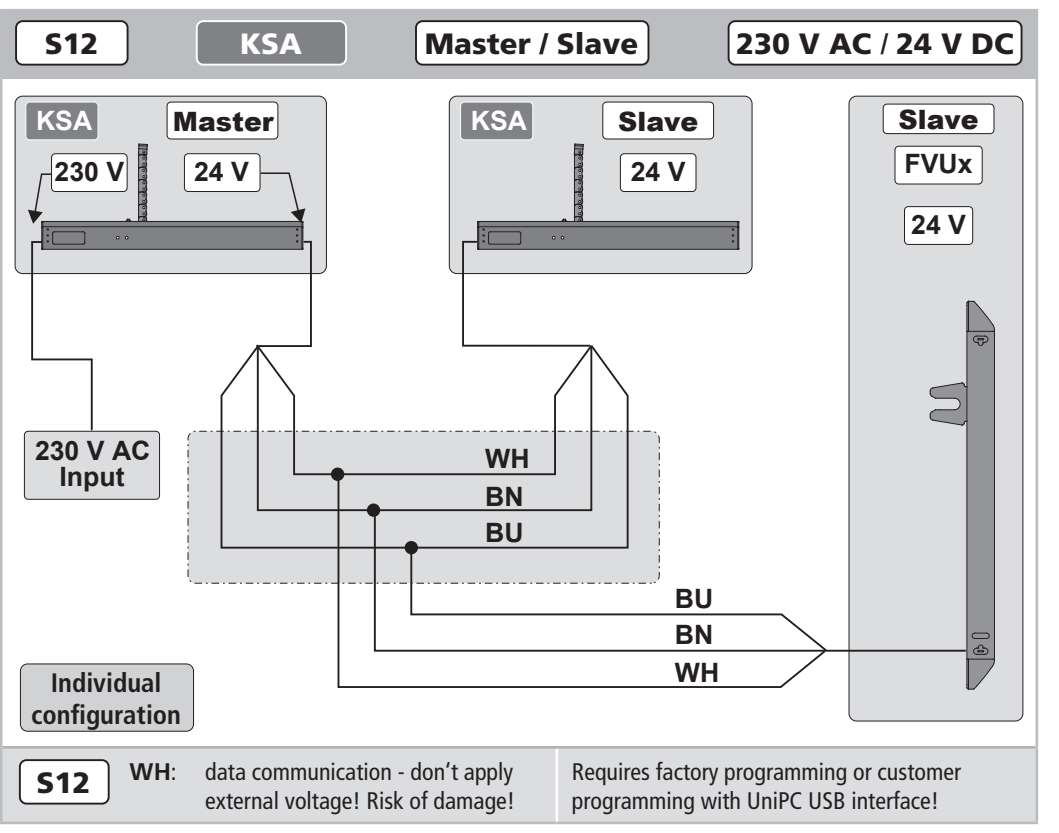 S12 KSA Master / Slave 230 V AC / 24 V DC
KSA Master
230 V 24 V
KSA Slave
24 V
Slave
FVUx
24 V
230 V AC
Input
WH
BN
BU
BU
BN
WH
Individual
configuration
S12
WH: data communication - don't apply
external voltage! Risk of damage!
Requires factory programming or customer
programming with UniPC USB interface!